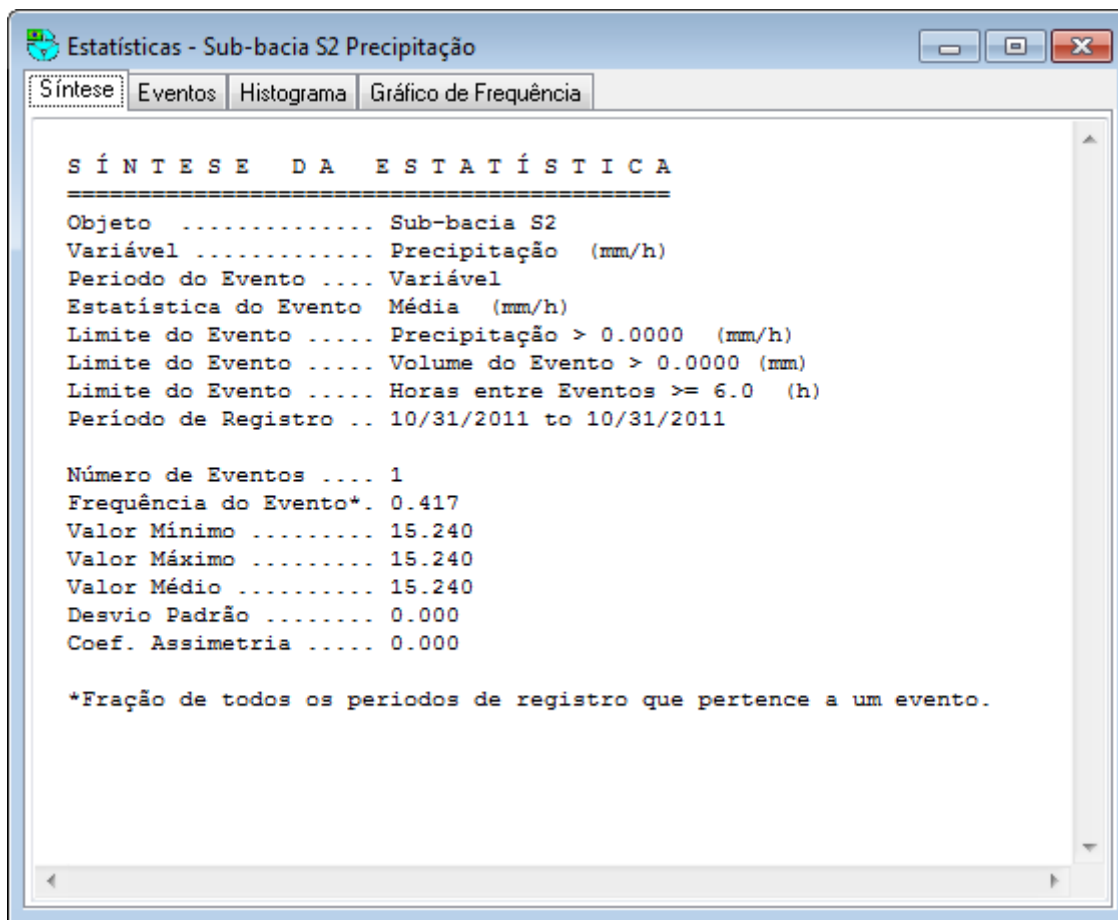 Estatísticas - Sub-bacia S2 Precipitação
Síntese Eventos Histograma Gráfico de Frequência
S Í N T E S E   D A   E S T A T Í S T I C A
===========================================
Objeto .............. Sub-bacia S2
Variável ............. Precipitação (mm/h)
Periodo do Evento .... Variável
Estatística do Evento Média (mm/h)
Limite do Evento ..... Precipitação > 0.0000 (mm/h)
Limite do Evento ..... Volume do Evento > 0.0000 (mm)
Limite do Evento ..... Horas entre Eventos >= 6.0 (h)
Período de Registro .. 10/31/2011 to 10/31/2011
Número de Eventos .... 1
Frequência do Evento*. 0.417
Valor Mínimo ......... 15.240
Valor Máximo ......... 15.240
Valor Médio .......... 15.240
Desvio Padrão ........ 0.000
Coef. Assimetria ..... 0.000
*Fração de todos os periodos de registro que pertence a um evento.